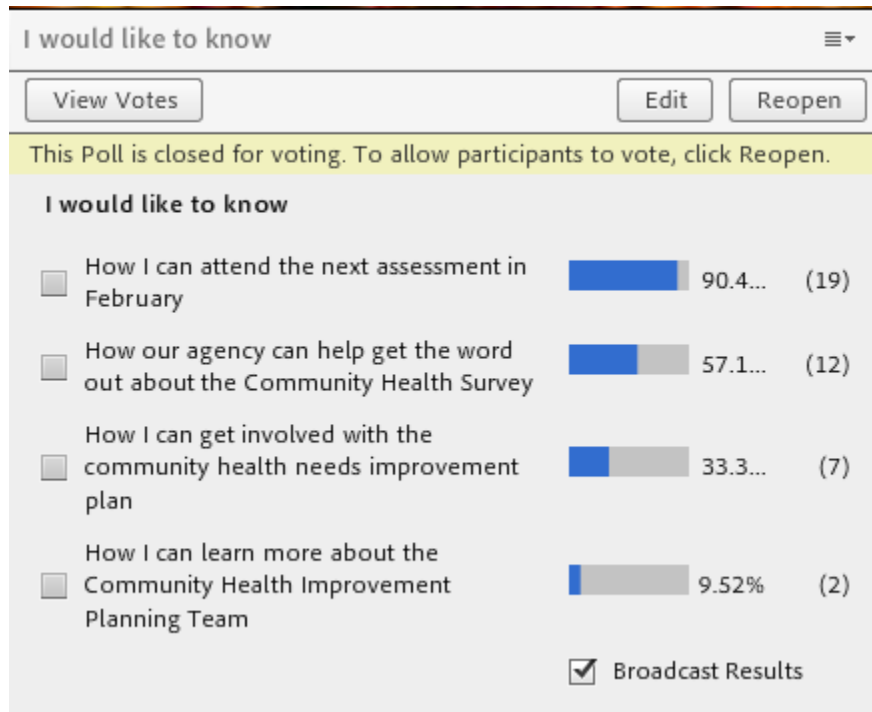 I would like to know
View Votes Edit Reopen
This Poll is closed for voting. To allow participants to vote, click Reopen.
I would like to know
How I can attend the next assessment in
February
90.4... (19)
How our agency can help get the word
out about the Community Health Survey
57.1... (12)
How I can get involved with the
community health needs improvement
plan
33.3... (7)
How I can learn more about the
Community Health Improvement
Planning Team
9.52% (2)
Broadcast Results